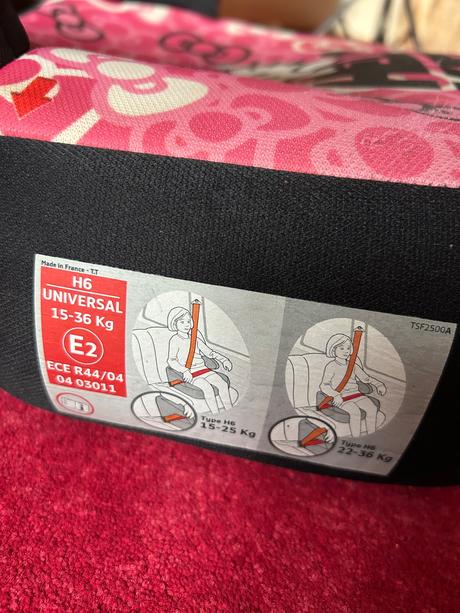 Made in France - T.T
H6
UNIVERSAL
15-36 Kg
E2
ECE R44/04
04 03011
Type H6
15-25 Kg
TSF2500A
Type H6
22-36 Kg